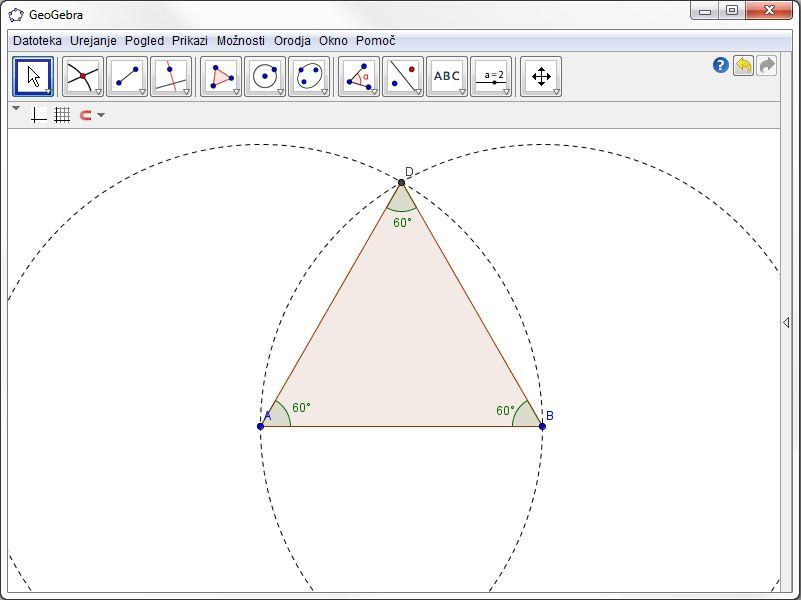 GeoGebra
Datoteka Urejanje Pogled Prikazi Možnosti Orodja Okno Pomoč
α ABC a=2 ?
D
60°
A 60° 60° B